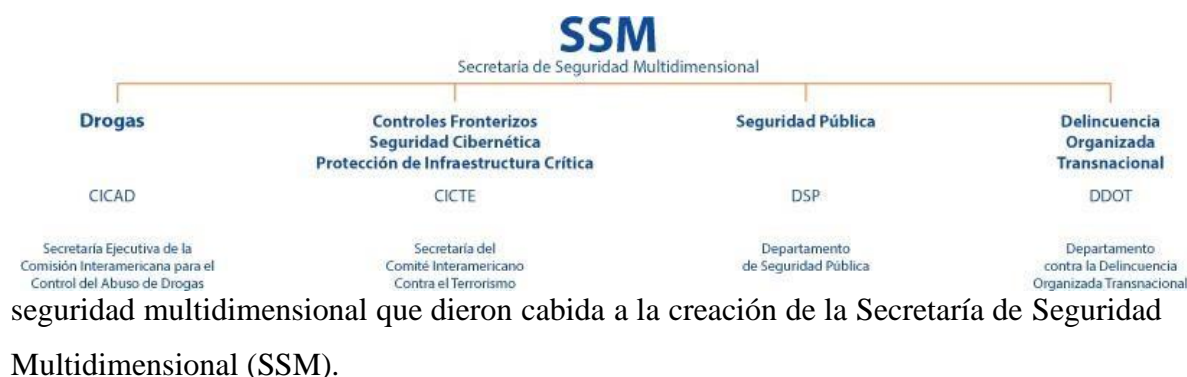 SSM
Secretaría de Seguridad Multidimensional
Drogas
CICAD
Secretaría Ejecutiva de la
Comisión Interamericana para el
Control del Abuso de Drogas
Controles Fronterizos
Seguridad Cibernética
Protección de Infraestructura Crítica
CICTE
Secretaría del
Comité Interamericano
Contra el Terrorismo
Seguridad Pública
DSP
Departamento
de Seguridad Pública
Delincuencia
Organizada
Transnacional
DDOT
Departamento
contra la Delincuencia
Organizada Transnacional
seguridad multidimensional que dieron cabida a la creación de la Secretaría de Seguridad
Multidimensional (SSM).